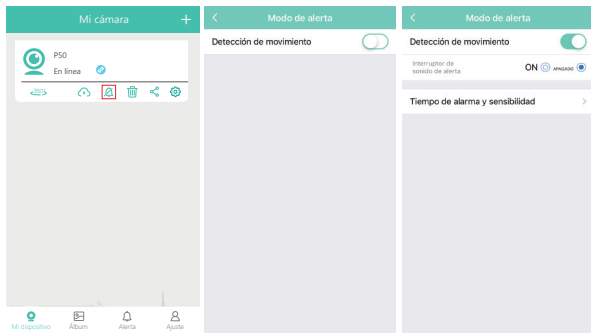 Mi cámara
+
P50
En línea
Mi dispositivo
Álbum
Alerta
Ajuste
Modo de alerta
Detección de movimiento
Modo de alerta
Detección de movimiento
Interruptor de
sonido de alerta
ON
APAGADO
Tiempo de alarma y sensibilidad